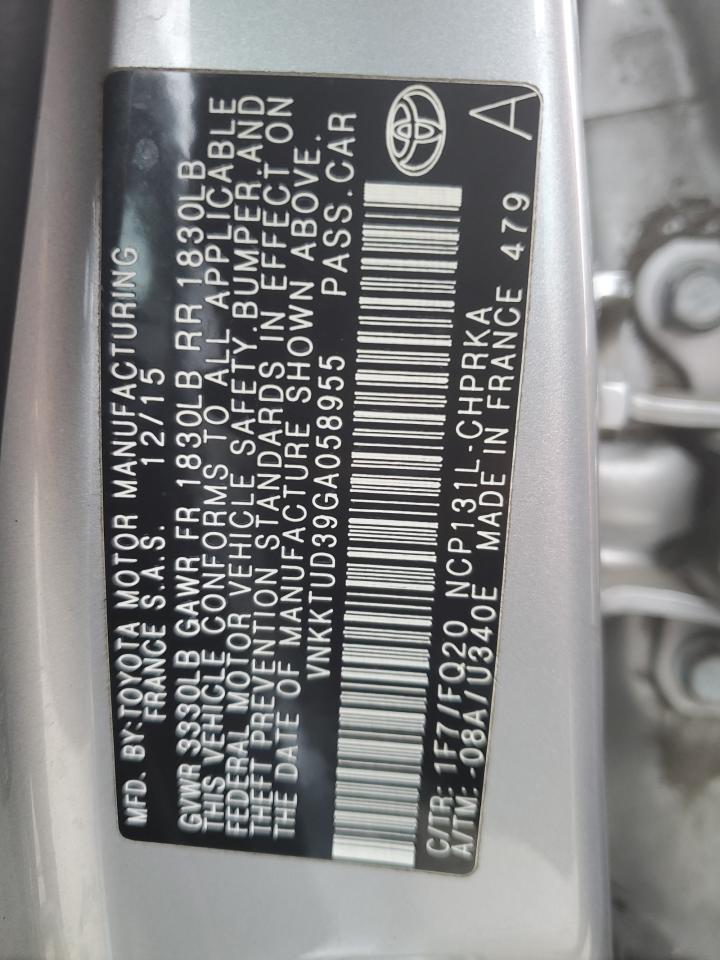 MFD. BY:TOYOTA MOTOR MANUFACTURING
FRANCE S.A.S. 12/15
GVWR 3330LB GAWR FR 1830LB RR 1830LB
THIS VEHICLE CONFORMS TO ALL APPLICABLE
FEDERAL MOTOR VEHICLE SAFETY.BUMPER.AND
THEFT PREVENTION STANDARDS IN EFFECT ON
THE DATE OF MANUFACTURE SHOWN ABOVE.
VNKKTUD39GA058955 PASS.CAR
C/TR: 1F7/FQ20 NCP131L-CHPRKA
A/TM:-08A/U340E MADE IN FRANCE 479
A